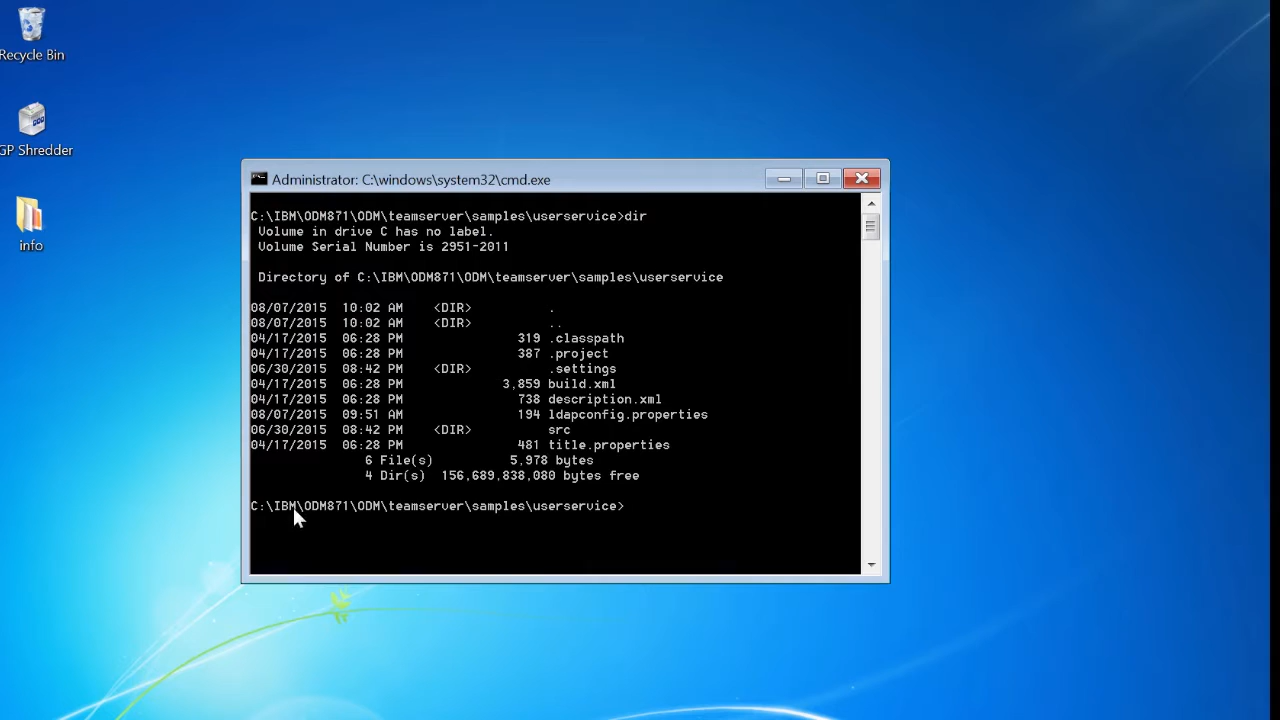 Recycle Bin
GP Shredder
info
Administrator: C:\windows\system32\cmd.exe
C:\IBM\ODM871\ODM\teamserver\samples\userservice>dir
Volume in drive C has no label.
Volume Serial Number is 2951-2011
Directory of C:\IBM\ODM871\ODM\teamserver\samples\userservice
08/07/2015 10:02 AM <DIR> .
08/07/2015 10:02 AM <DIR> ..
04/17/2015 06:28 PM 319 .classpath
04/17/2015 06:28 PM 387 .project
06/30/2015 08:42 PM <DIR> .settings
04/17/2015 06:28 PM 3,859 build.xml
04/17/2015 06:28 PM 738 description.xml
08/07/2015 09:51 AM 194 ldapconfig.properties
06/30/2015 08:42 PM <DIR> src
04/17/2015 06:28 PM 481 title.properties
6 File(s) 5,978 bytes
4 Dir(s) 156,689,838,080 bytes free
C:\IBM\ODM871\ODM\teamserver\samples\userservice>